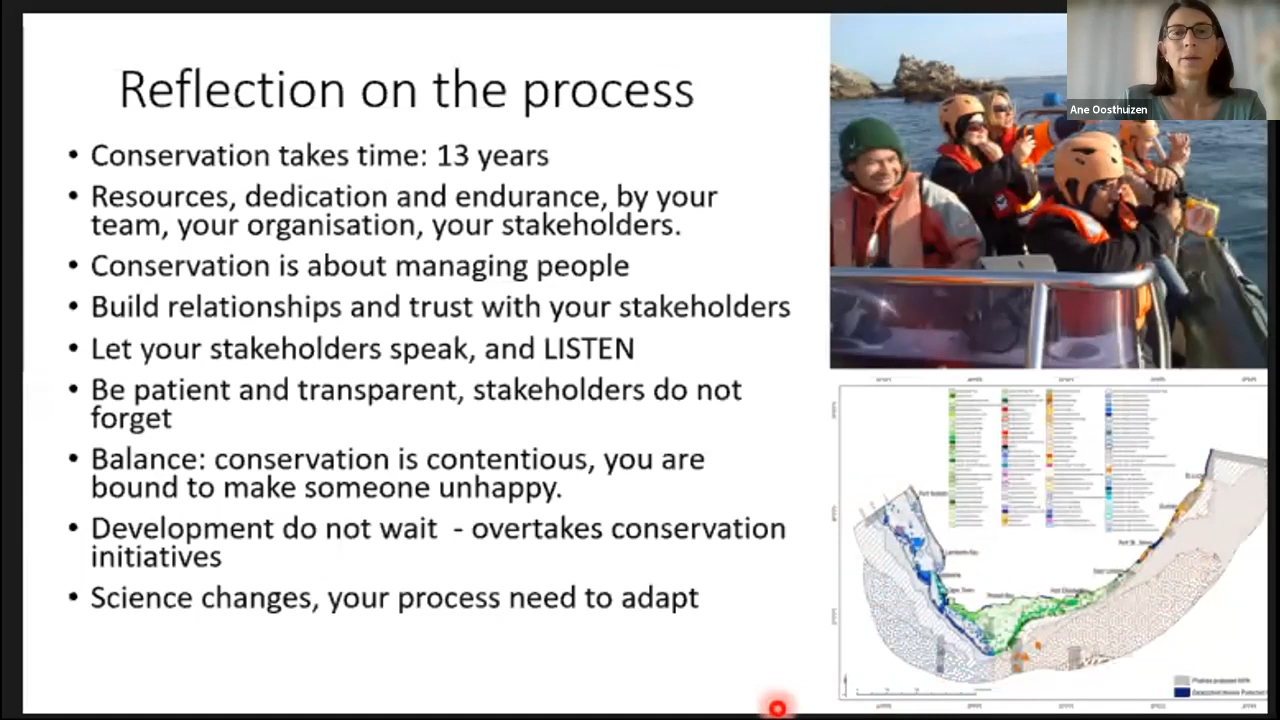 Reflection on the process
Ane Oosthuizen
• Conservation takes time: 13 years
• Resources, dedication and endurance, by your
team, your organisation, your stakeholders.
• Conservation is about managing people
• Build relationships and trust with your stakeholders
• Let your stakeholders speak, and LISTEN
• Be patient and transparent, stakeholders do not
forget
• Balance: conservation is contentious, you are
bound to make someone unhappy.
• Development do not wait - overtakes conservation
initiatives
• Science changes, your process need to adapt